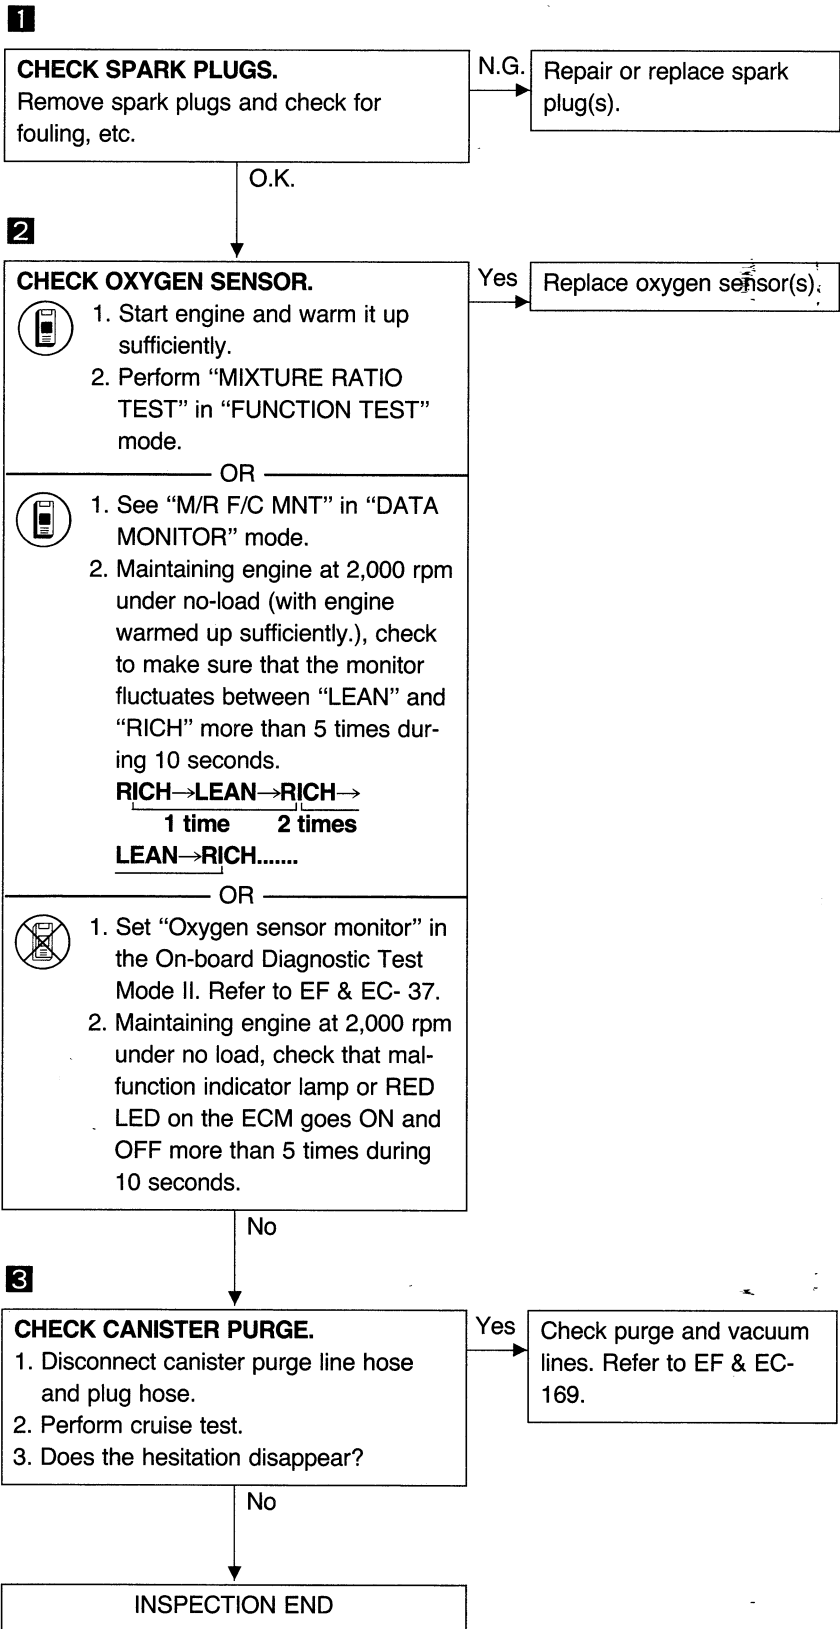 1
CHECK SPARK PLUGS.
Remove spark plugs and check for
fouling, etc.
N.G.
Repair or replace spark
plug(s).
O.K.
2
CHECK OXYGEN SENSOR.
1. Start engine and warm it up
sufficiently.
2. Perform “MIXTURE RATIO
TEST” in “FUNCTION TEST”
mode.
OR
1. See “M/R F/C MNT” in “DATA
MONITOR” mode.
2. Maintaining engine at 2,000 rpm
under no-load (with engine
warmed up sufficiently.), check
to make sure that the monitor
fluctuates between “LEAN” and
“RICH” more than 5 times dur-
ing 10 seconds.
RICH→LEAN→RICH→
1 time 2 times
LEAN→RICH.......
OR
1. Set “Oxygen sensor monitor” in
the On-board Diagnostic Test
Mode II. Refer to EF & EC- 37.
2. Maintaining engine at 2,000 rpm
under no load, check that mal-
function indicator lamp or RED
LED on the ECM goes ON and
OFF more than 5 times during
10 seconds.
Yes
Replace oxygen sensor(s).
No
3
CHECK CANISTER PURGE.
1. Disconnect canister purge line hose
and plug hose.
2. Perform cruise test.
3. Does the hesitation disappear?
Yes
Check purge and vacuum
lines. Refer to EF & EC-
169.
No
INSPECTION END